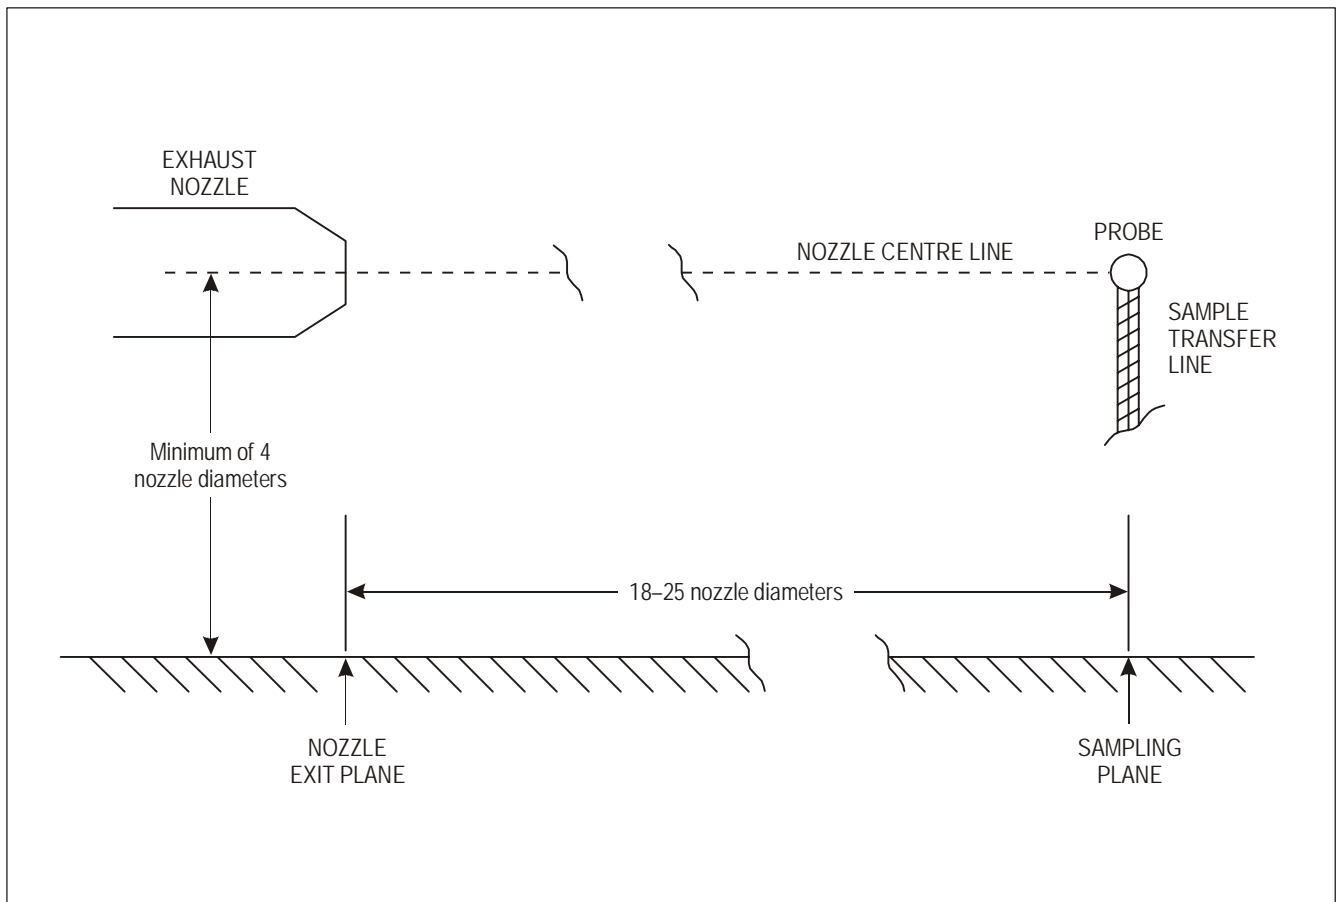 EXHAUST
NOZZLE
NOZZLE CENTRE LINE
PROBE
SAMPLE
TRANSFER
LINE
Minimum of 4
nozzle diameters
18–25 nozzle diameters
NOZZLE
EXIT PLANE
SAMPLING
PLANE